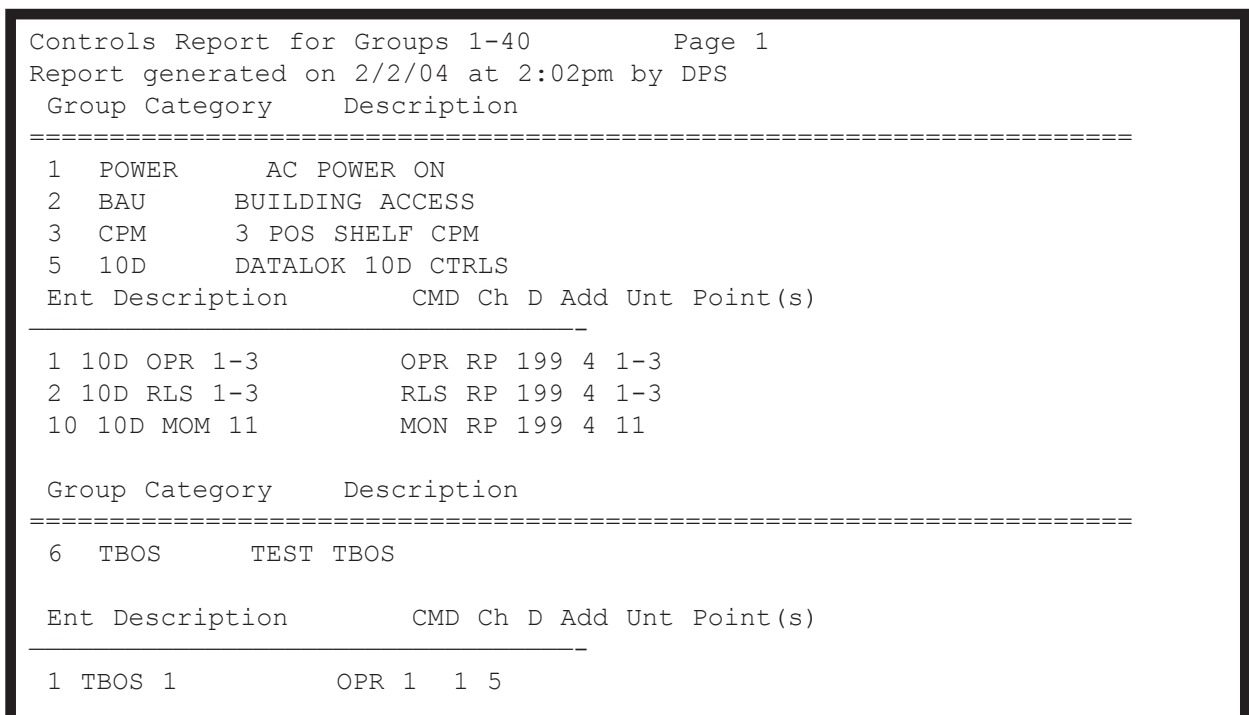 Controls Report for Groups 1-40 Page 1
Report generated on 2/2/04 at 2:02pm by DPS
Group Category Description
=====================================================================
1 POWER AC POWER ON
2 BAU BUILDING ACCESS
3 CPM 3 POS SHELF CPM
5 10D DATALOK 10D CTRLS
Ent Description CMD Ch D Add Unt Point(s)
——————————————————————————————————-
1 10D OPR 1-3 OPR RP 199 4 1-3
2 10D RLS 1-3 RLS RP 199 4 1-3
10 10D MOM 11 MON RP 199 4 11
Group Category Description
=====================================================================
6 TBOS TEST TBOS
Ent Description CMD Ch D Add Unt Point(s)
——————————————————————————————————-
1 TBOS 1 OPR 1 1 5